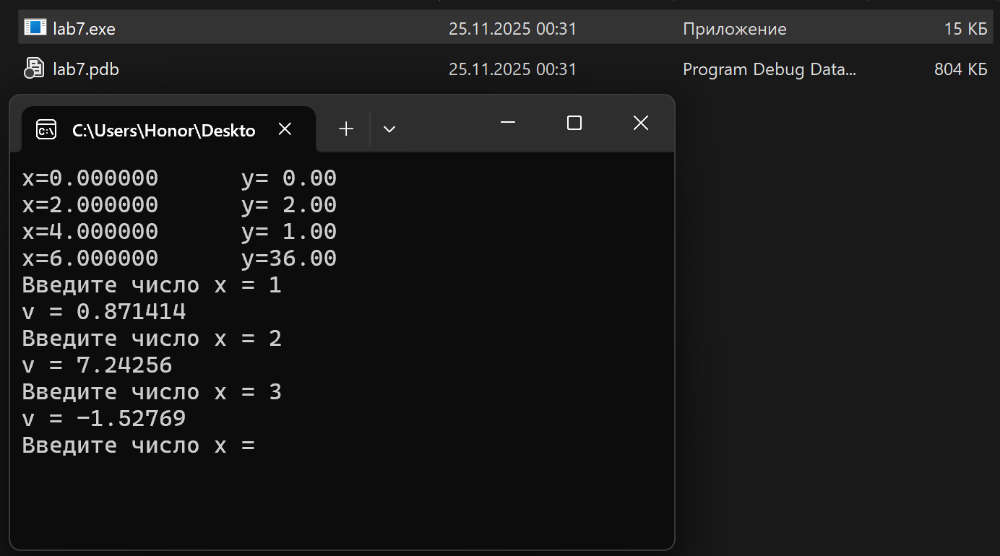 lab7.exe 25.11.2025 00:31 Приложение 15 КБ
lab7.pdb 25.11.2025 00:31 Program Debug Data... 804 КБ
C:\Users\Honor\Deskto
x=0.000000 y= 0.00
x=2.000000 y= 2.00
x=4.000000 y= 1.00
x=6.000000 y=36.00
Введите число x = 1
v = 0.871414
Введите число x = 2
v = 7.24256
Введите число x = 3
v = -1.52769
Введите число x =